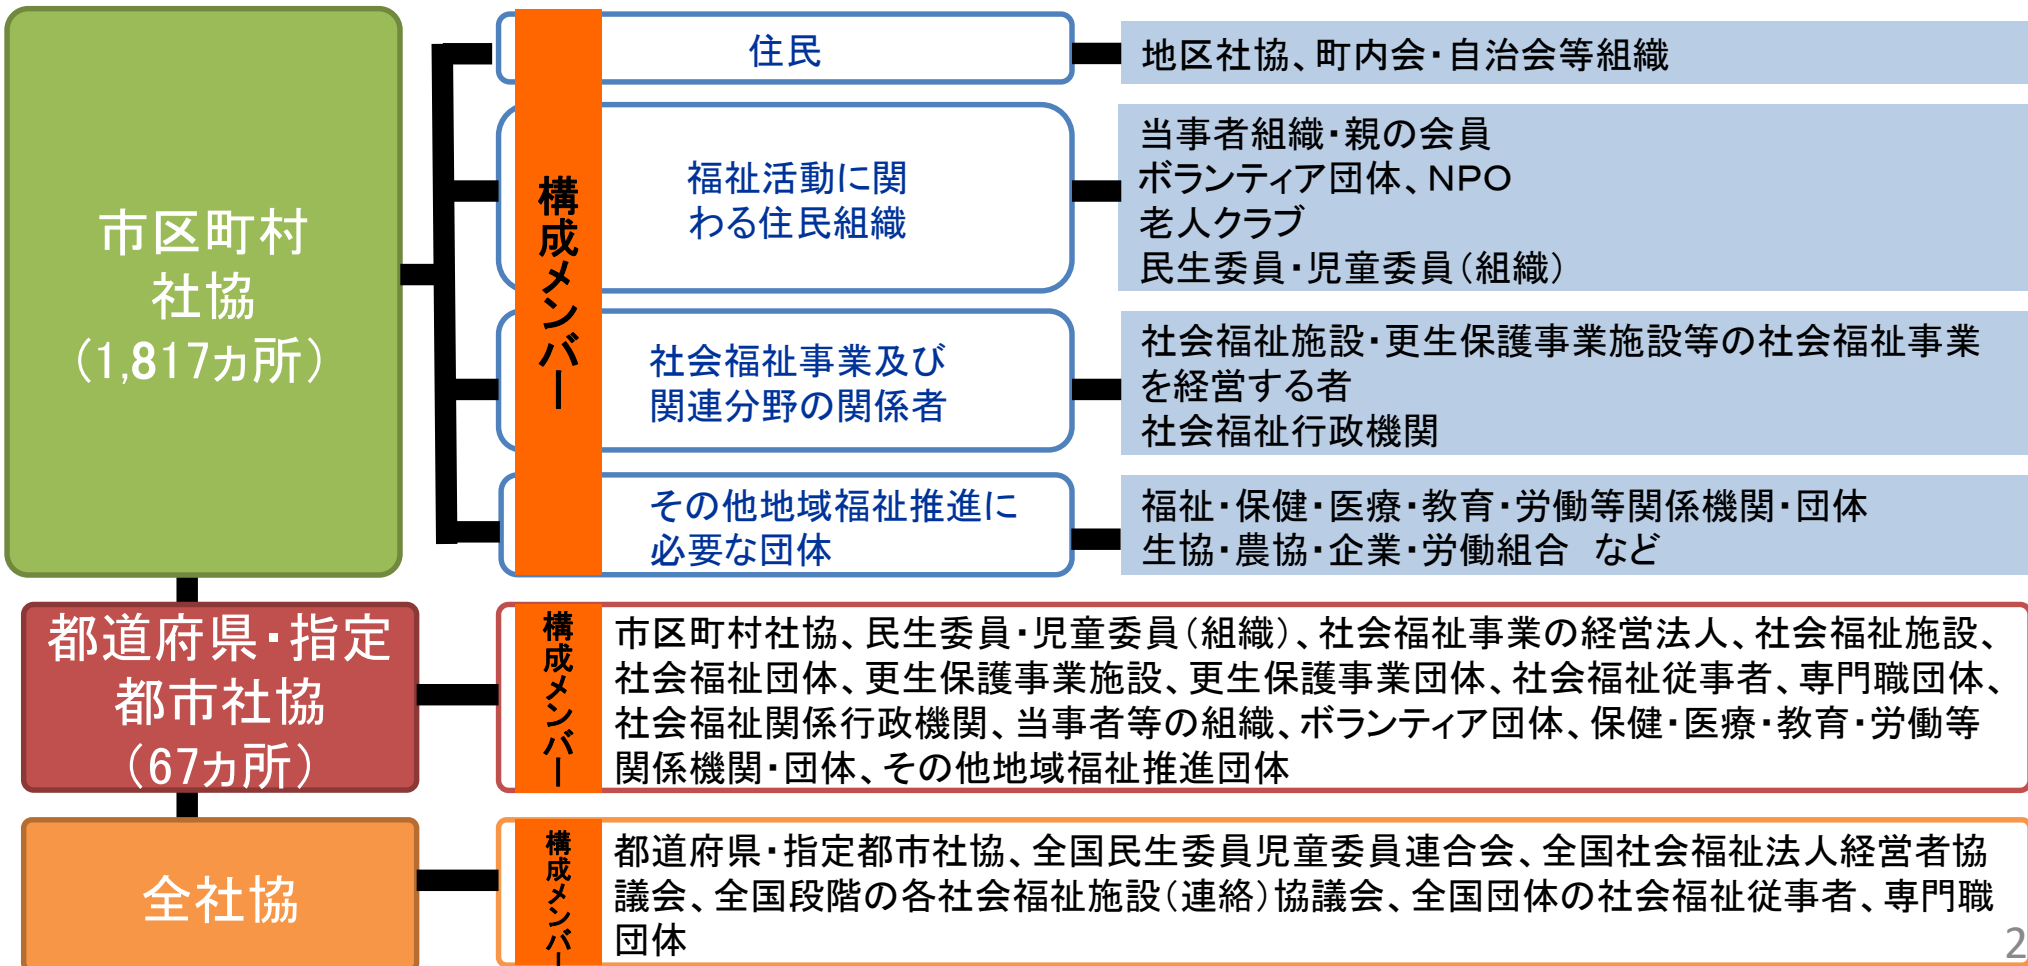 市区町村
社協
（1,817ヵ所）
構成メンバー
住民
地区社協、町内会・自治会等組織
福祉活動に関
わる住民組織
当事者組織・親の会員
ボランティア団体、NPO
老人クラブ
民生委員・児童委員（組織）
社会福祉事業及び
関連分野の関係者
社会福祉施設・更生保護事業施設等の社会福祉事業
を経営する者
社会福祉行政機関
その他地域福祉推進に
必要な団体
福祉・保健・医療・教育・労働等関係機関・団体
生協・農協・企業・労働組合　など
都道府県・指定
都市社協
（67ヵ所）
構成メンバー
市区町村社協、民生委員・児童委員（組織）、社会福祉事業の経営法人、社会福祉施設、
社会福祉団体、更生保護事業施設、更生保護事業団体、社会福祉従事者、専門職団体、
社会福祉関係行政機関、当事者等の組織、ボランティア団体、保健・医療・教育・労働等
関係機関・団体、その他地域福祉推進団体
全社協
構成メンバー
都道府県・指定都市社協、全国民生委員児童委員連合会、全国社会福祉法人経営者協
議会、全国段階の各社会福祉施設（連絡）協議会、全国団体の社会福祉従事者、専門職
団体
2